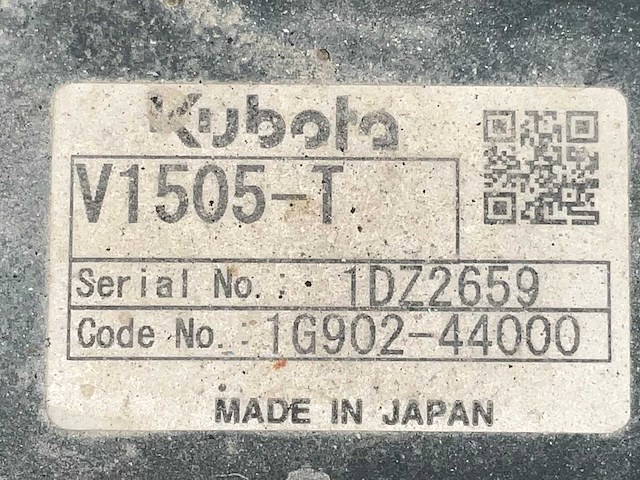 Kubota
V1505-T
Serial No. : 1DZ2659
Code No. : 1G902-44000
MADE IN JAPAN